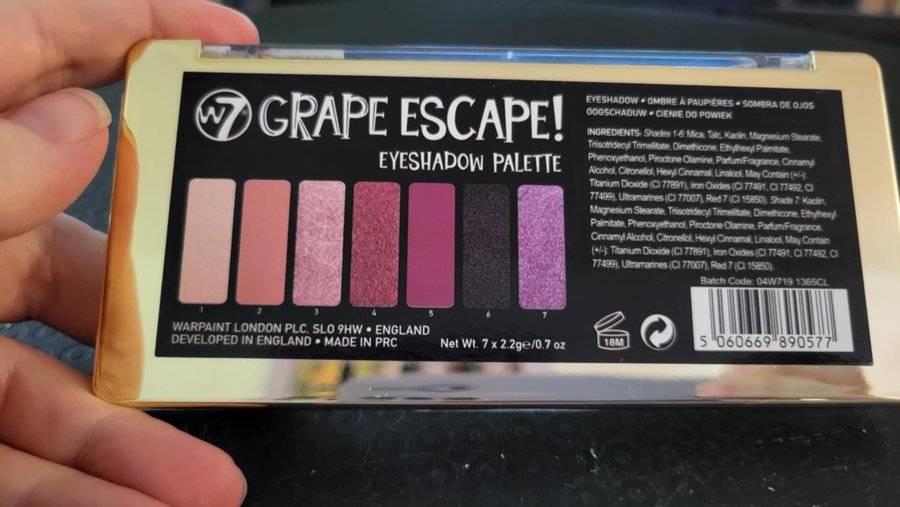 W7 GRAPE ESCAPE!
EYESHADOW PALETTE
1 2 3 4 5 6 7
WARPAINT LONDON PLC. SLO 9HW • ENGLAND
DEVELOPED IN ENGLAND • MADE IN PRC
Net Wt. 7 x 2.2g℮/0.7 oz
EYESHADOW • OMBRE À PAUPIÈRES • SOMBRA DE OJOS
OOGSCHADUW • CIENIE DO POWIEK
INGREDIENTS: Shades 1-6: Mica, Talc, Kaolin, Magnesium Stearate,
Triisotridecyl Trimellitate, Dimethicone, Ethylhexyl Palmitate,
Phenoxyethanol, Piroctone Olamine, Parfum/Fragrance, Cinnamyl
Alcohol, Citronellol, Hexyl Cinnamal, Linalool, May Contain (+/-):
Titanium Dioxide (CI 77891), Iron Oxides (CI 77491, CI 77492, CI
77499), Ultramarines (CI 77007), Red 7 (CI 15850). Shade 7: Kaolin,
Magnesium Stearate, Triisotridecyl Trimellitate, Dimethicone, Ethylhexyl
Palmitate, Phenoxyethanol, Piroctone Olamine, Parfum/Fragrance,
Cinnamyl Alcohol, Citronellol, Hexyl Cinnamal, Linalool, May Contain
(+/-): Titanium Dioxide (CI 77891), Iron Oxides (CI 77491, CI 77492, CI
77499), Ultramarines (CI 77007), Red 7 (CI 15850).
Batch Code: 04W719 1365CL
18M
5 060669 890577